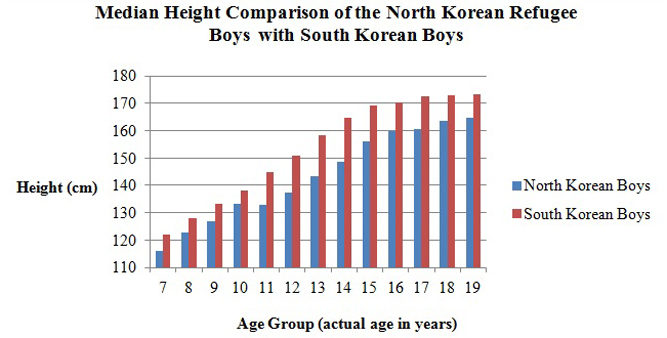 Median Height Comparison of the North Korean Refugee
Boys with South Korean Boys
180
170
160
150
140
130
120
110
Height (cm)
7 8 9 10 11 12 13 14 15 16 17 18 19
Age Group (actual age in years)
North Korean Boys
South Korean Boys